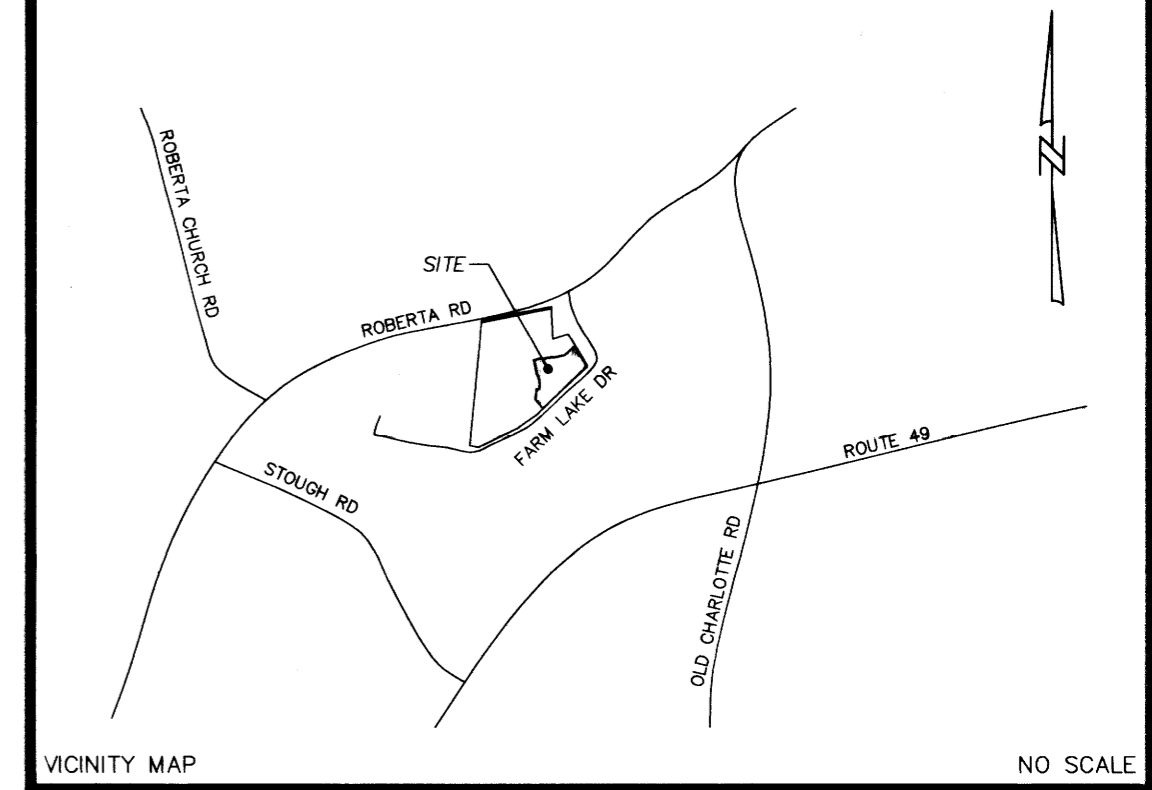 N
ROBERTA CHURCH RD
SITE
ROBERTA RD
FARM LAKE DR
ROUTE 49
STOUGH RD
OLD CHARLOTTE RD
VICINITY MAP
NO SCALE